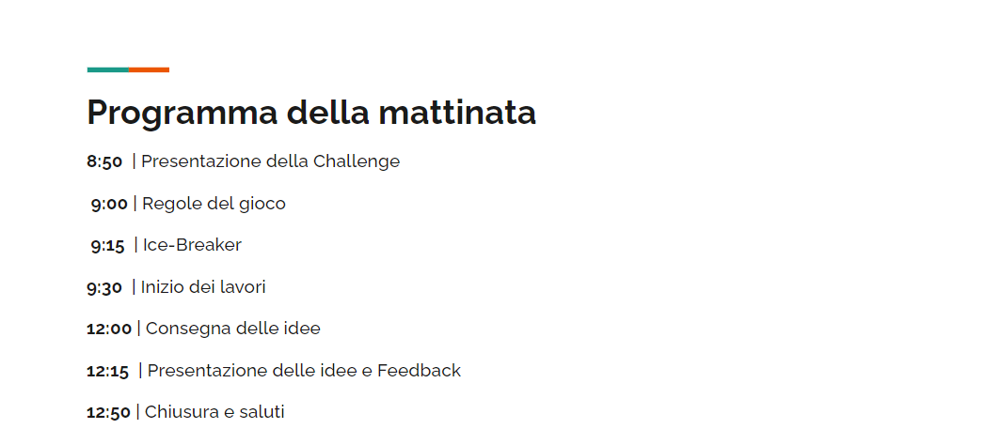 Programma della mattinata
8:50 | Presentazione della Challenge
9:00 | Regole del gioco
9:15 | Ice-Breaker
9:30 | Inizio dei lavori
12:00 | Consegna delle idee
12:15 | Presentazione delle idee e Feedback
12:50 | Chiusura e saluti